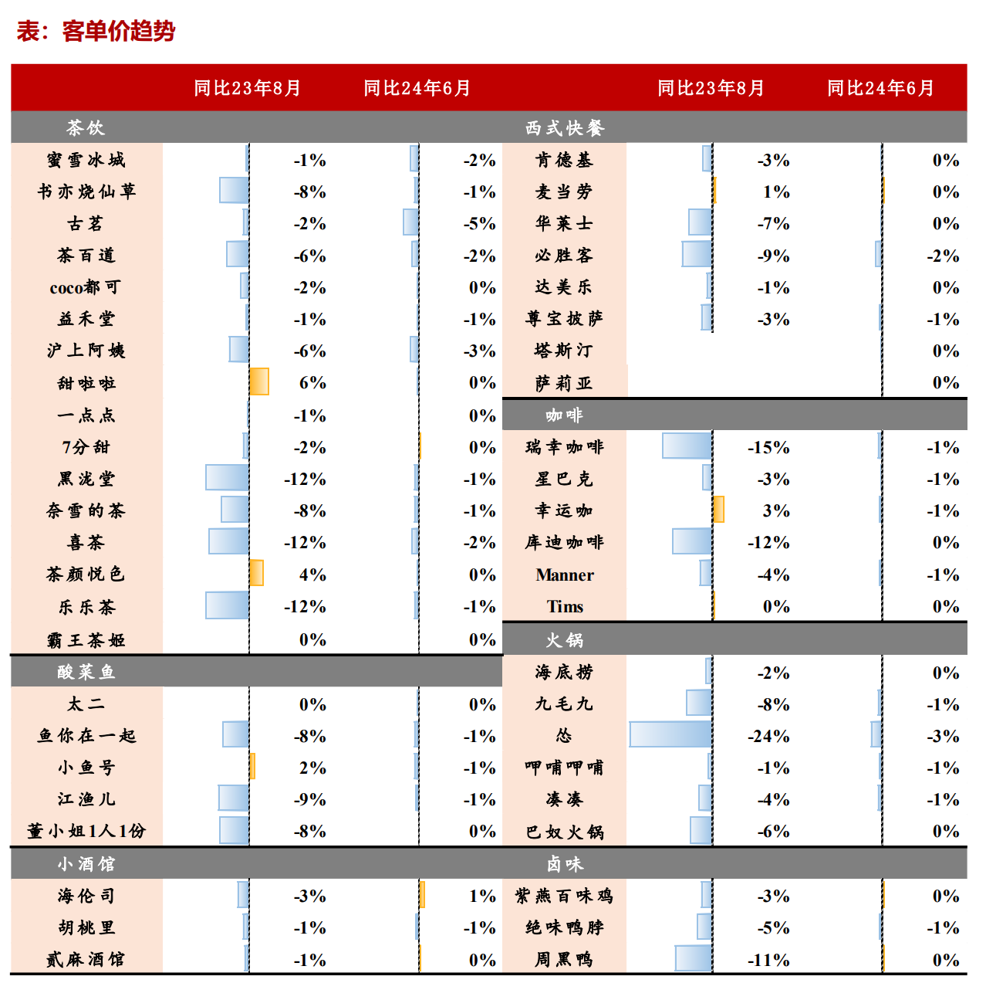 表：客单价趋势
同比23年8月 同比24年6月 同比23年8月 同比24年6月
茶饮 西式快餐
蜜雪冰城 -1% -2% 肯德基 -3% 0%
书亦烧仙草 -8% -1% 麦当劳 1% 0%
古茗 -2% -5% 华莱士 -7% 0%
茶百道 -6% -2% 必胜客 -9% -2%
coco都可 -2% 0% 达美乐 -1% 0%
益禾堂 -1% -1% 尊宝披萨 -3% -1%
沪上阿姨 -6% -3% 塔斯汀 0%
甜啦啦 6% 0% 萨莉亚 0%
一点点 -1% 0% 咖啡
7分甜 -2% 0% 瑞幸咖啡 -15% -1%
黑泷堂 -12% -1% 星巴克 -3% -1%
奈雪的茶 -8% -1% 幸运咖 3% -1%
喜茶 -12% -2% 库迪咖啡 -12% 0%
茶颜悦色 4% 0% Manner -4% -1%
乐乐茶 -12% -1% Tims 0% 0%
霸王茶姬 0% 0% 火锅
酸菜鱼 海底捞 -2% 0%
太二 0% 0% 九毛九 -8% -1%
鱼你在一起 -8% -1% 怂 -24% -3%
小鱼号 2% -1% 呷哺呷哺 -1% -1%
江渔儿 -9% -1% 凑凑 -4% -1%
董小姐1人1份 -8% 0% 巴奴火锅 -6% 0%
小酒馆 卤味
海伦司 -3% 1% 紫燕百味鸡 -3% 0%
胡桃里 -1% -1% 绝味鸭脖 -5% -1%
贰麻酒馆 -1% 0% 周黑鸭 -11% 0%